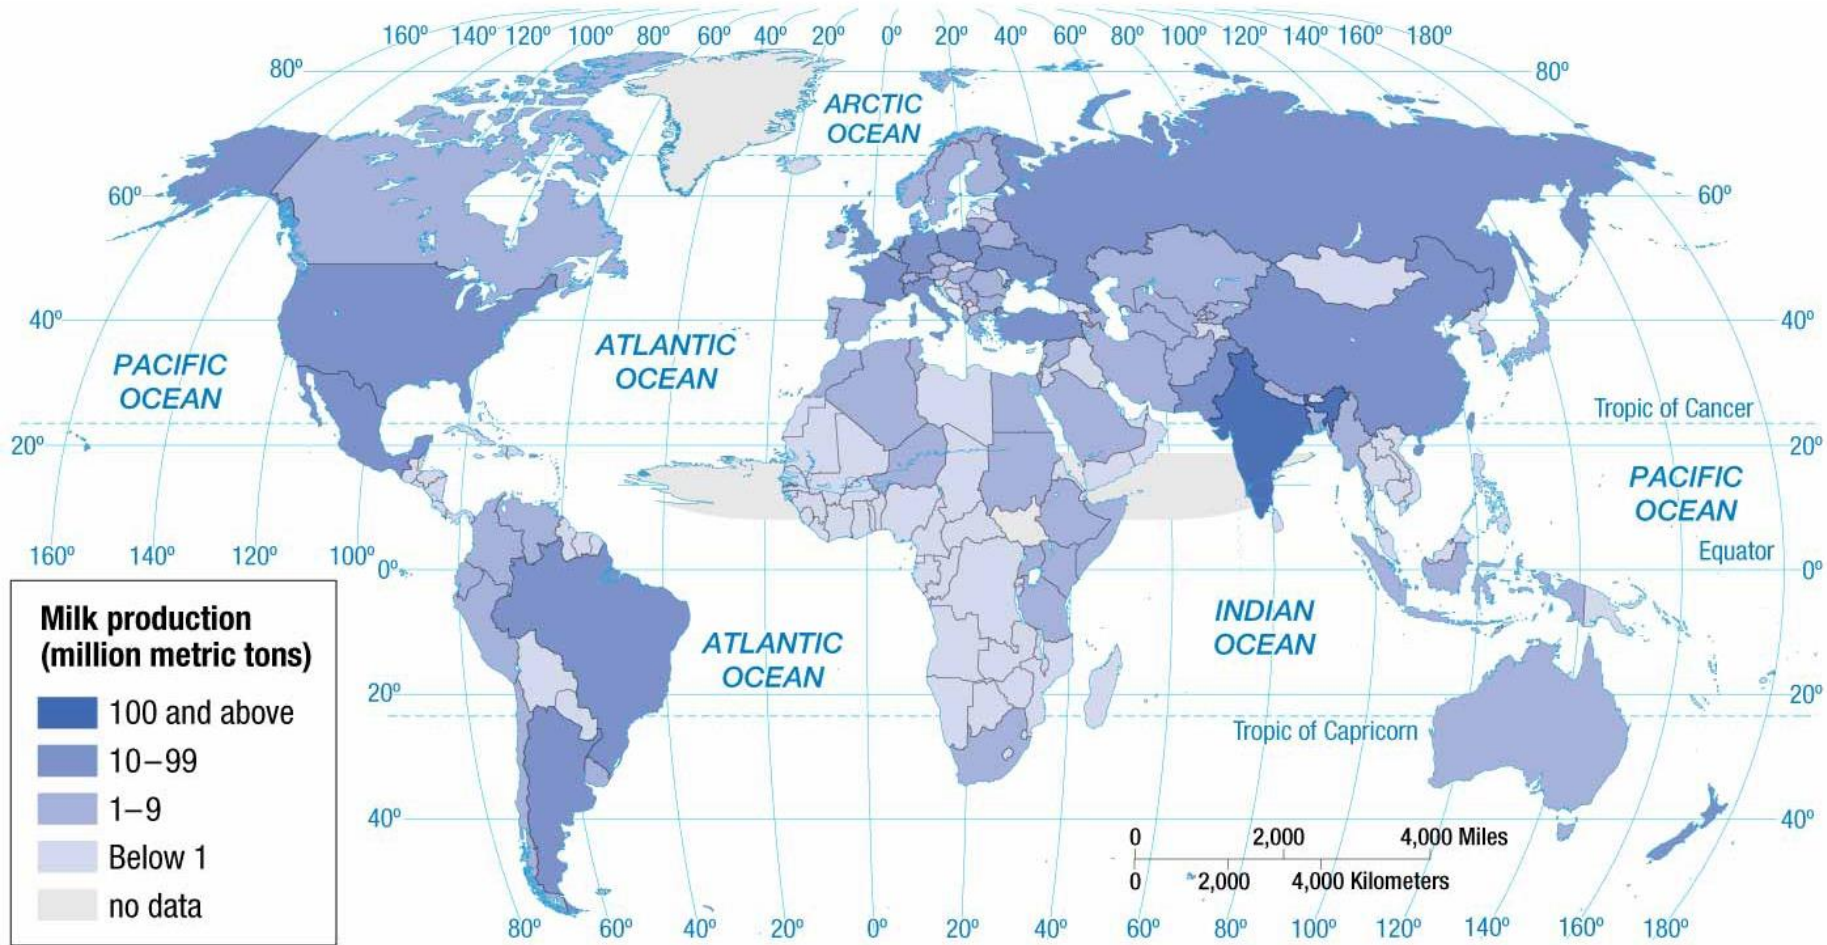 160º 140º 120º 100º 80º 60º 40º 20º 0º 20º 40º 60º 80º 100º 120º 140º 160º 180º
80º 80º
ARCTIC
OCEAN
60º 60º
40º 40º
PACIFIC
OCEAN
ATLANTIC
OCEAN
Tropic of Cancer
20º 20º
PACIFIC
OCEAN
160º 140º 120º 100º 0º
Equator
0º
Milk production
(million metric tons)
100 and above
10–99
1–9
Below 1
no data
ATLANTIC
OCEAN
INDIAN
OCEAN
20º 20º
Tropic of Capricorn
40º 40º
0 2,000 4,000 Miles
0 2,000 4,000 Kilometers
80º 60º 40º 20º 0º 20º 40º 60º 80º 100º 120º 140º 160º 180º